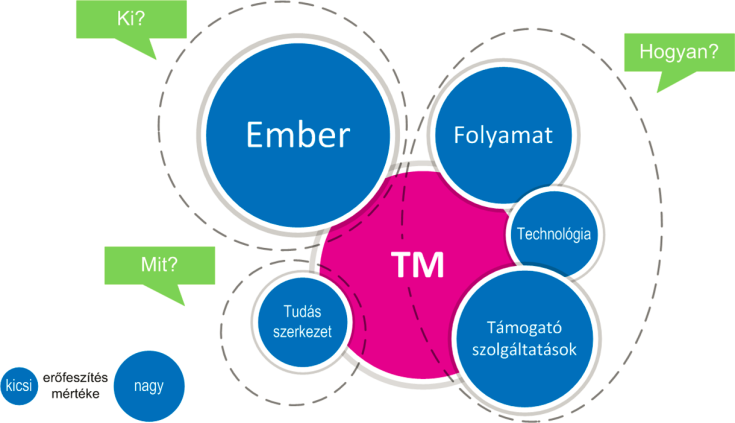 Ki?
Hogyan?
Ember
Folyamat
Technológia
Mit?
TM
Tudás
szerkezet
Támogató
szolgáltatások
kicsi
erőfeszítés
mértéke
nagy